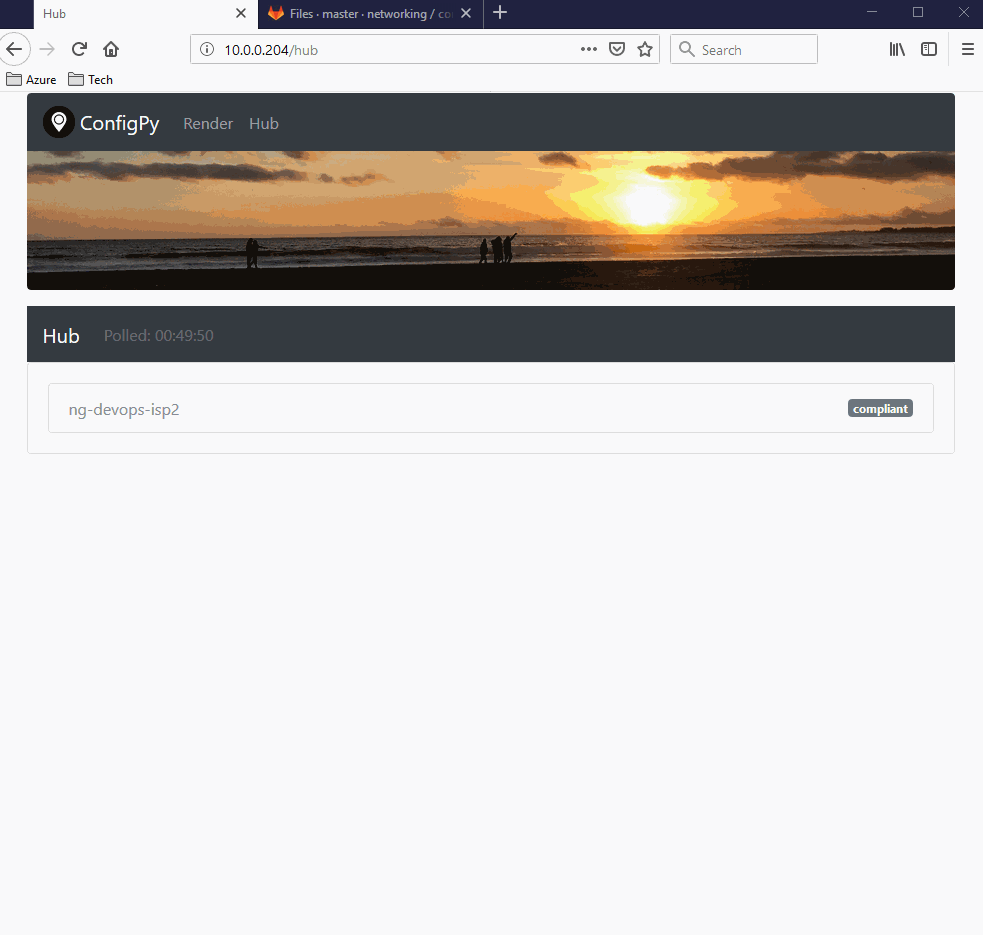 Hub
Files · master · networking /
10.0.0.204/hub
Search
Azure Tech
ConfigPy Render Hub
Hub Polled: 00:49:50
ng-devops-isp2 compliant